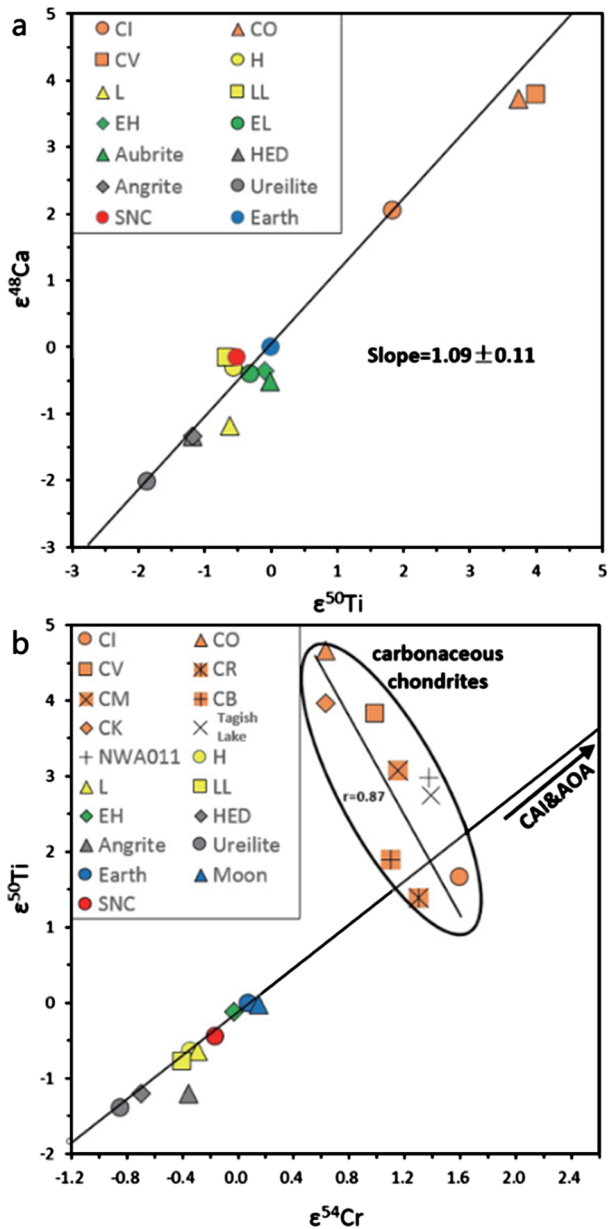 a
CI CO
CV H
L LL
EH EL
Aubrite HED
Angrite Ureilite
SNC Earth
5
4
3
2
1
0
-1
-2
-3
ε48Ca
Slope=1.09±0.11
-3 -2 -1 0 1 2 3 4 5
ε50Ti
b
CI CO
CV CR
CM CB
CK Tagish
Lake
NWA011 H
L LL
EH HED
Angrite Ureilite
Earth Moon
SNC
carbonaceous
chondrites
r=0.87
CAI&AOA
5
4
3
2
1
0
-1
-2
ε50Ti
-1.2 -0.8 -0.4 0.0 0.4 0.8 1.2 1.6 2.0 2.4
ε54Cr